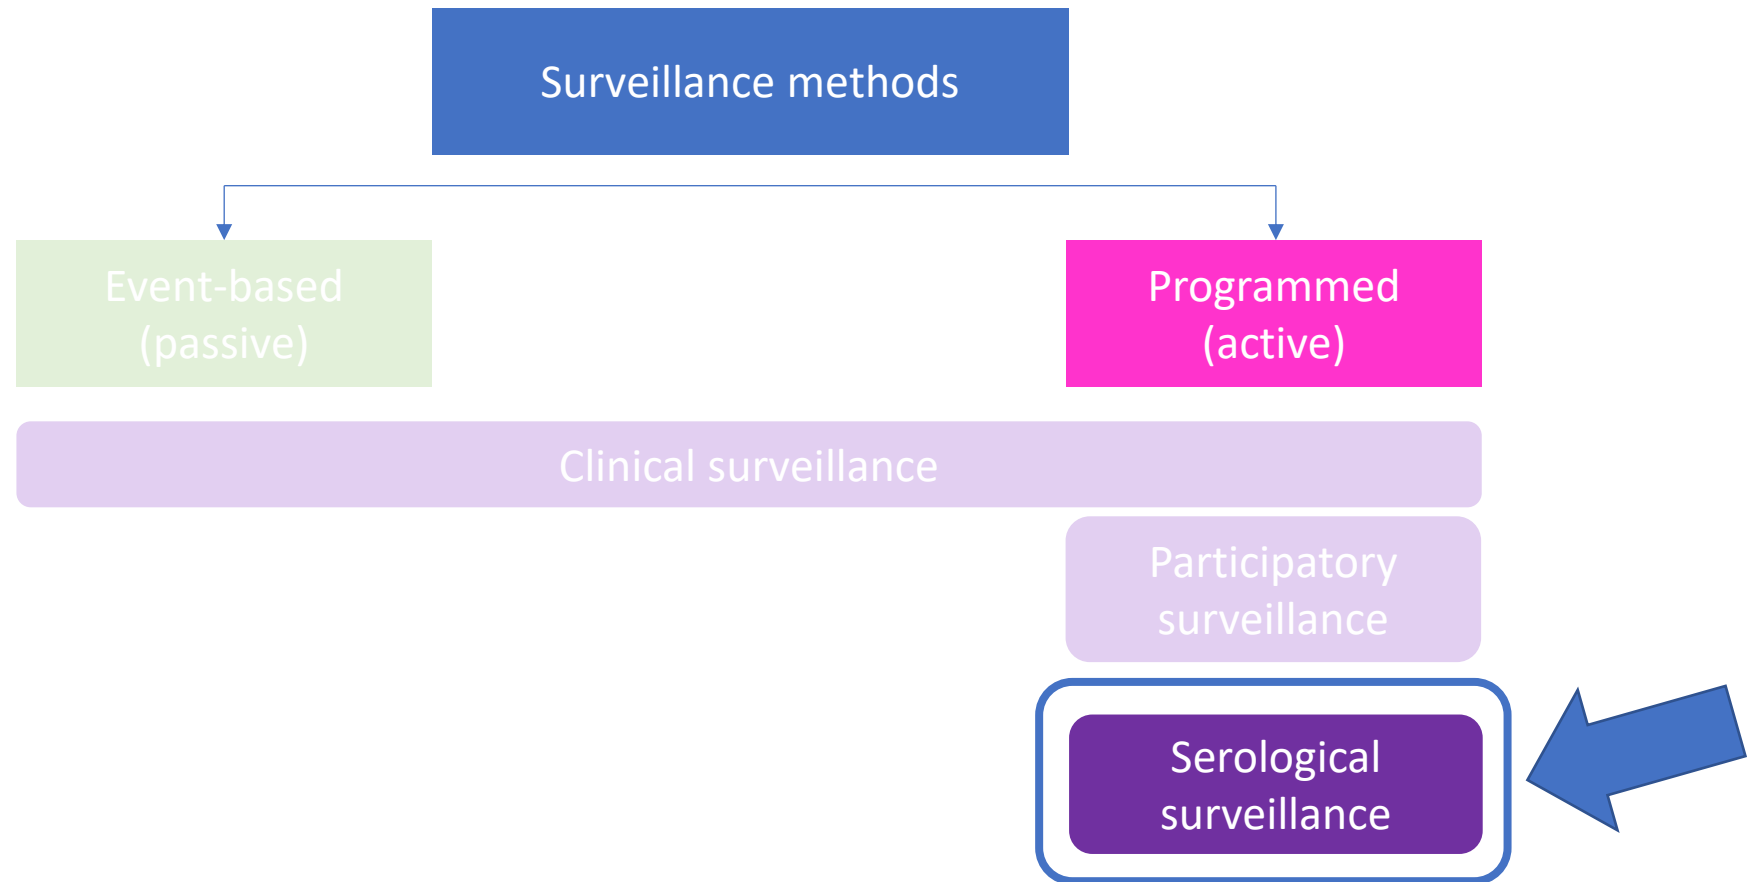 Surveillance methods
Event-based
(passive)
Programmed
(active)
Clinical surveillance
Participatory
surveillance
Serological
surveillance